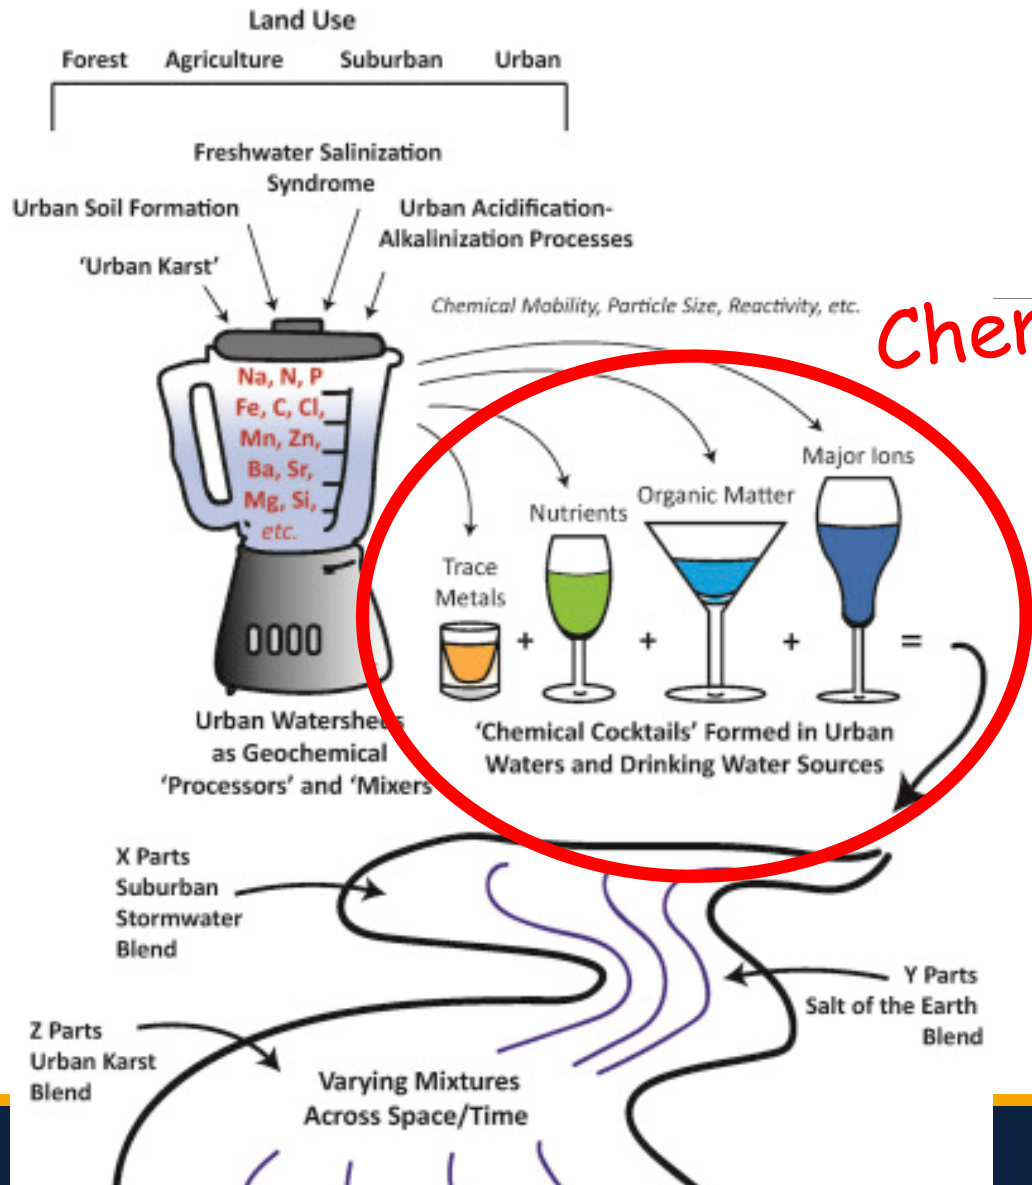 Land Use
Forest Agriculture Suburban Urban
Freshwater Salinization
Syndrome
Urban Soil Formation
Urban Acidification-
Alkalinization Processes
‘Urban Karst’
Chemical Mobility, Particle Size, Reactivity, etc.
Cher
Na, N, P
Fe, C, Cl,
Mn, Zn,
Ba, Sr,
Mg, Si,
etc.
Major Ions
Organic Matter
Nutrients
Trace
Metals
+ + + =
Urban Watersheds
as Geochemical
‘Processors’ and ‘Mixers
‘Chemical Cocktails’ Formed in Urban
Waters and Drinking Water Sources
X Parts
Suburban
Stormwater
Blend
Y Parts
Salt of the Earth
Blend
Z Parts
Urban Karst
Blend
Varying Mixtures
Across Space/Time